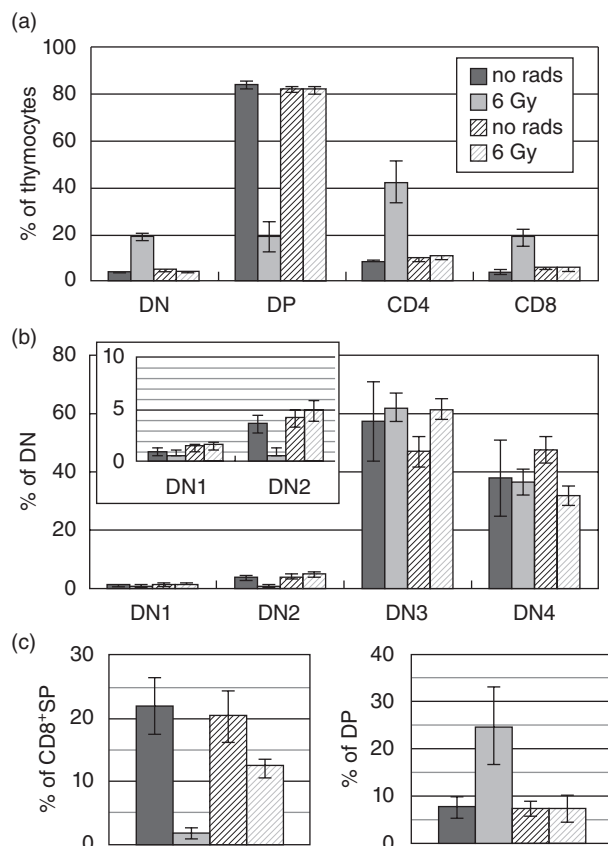 (a)
100
80
60
40
20
0
% of thymocytes
no rads
6 Gy
no rads
6 Gy
DN DP CD4 CD8
(b)
80
60
40
20
0
% of DN
10
5
0
DN1 DN2
DN1 DN2 DN3 DN4
(c)
30
20
10
0
% of CD8+SP
40
30
20
10
0
% of DP